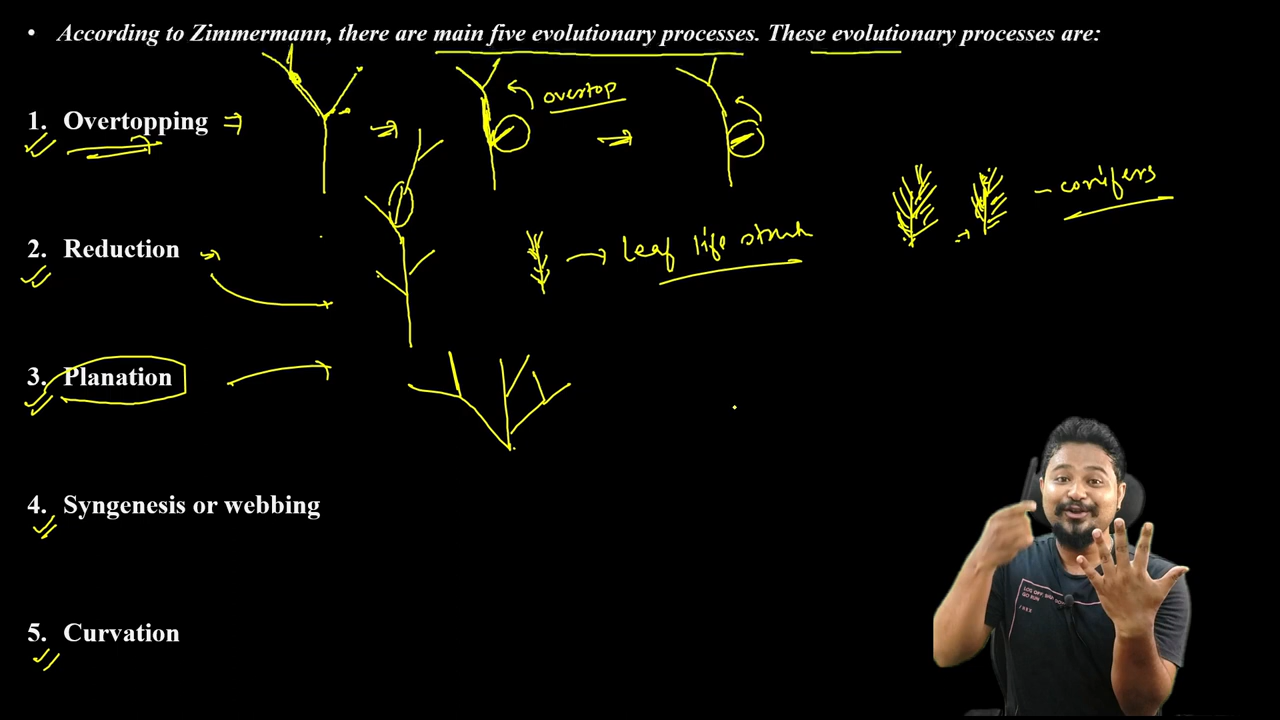 • According to Zimmermann, there are main five evolutionary processes. These evolutionary processes are:
overtop
1. Overtopping ⇒
- conifers
2. Reduction
leaf life
3. Planation
4. Syngenesis or webbing
5. Curvation